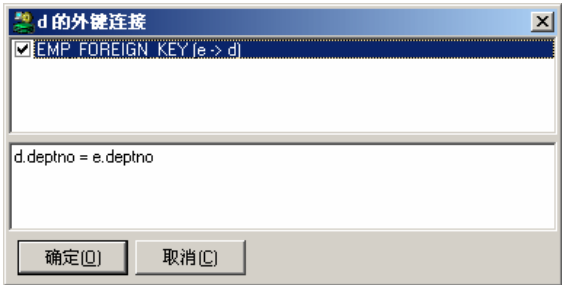 d 的外键连接
EMP_FOREIGN_KEY (e -> d)
d.deptno = e.deptno
确定(O) 取消(C)